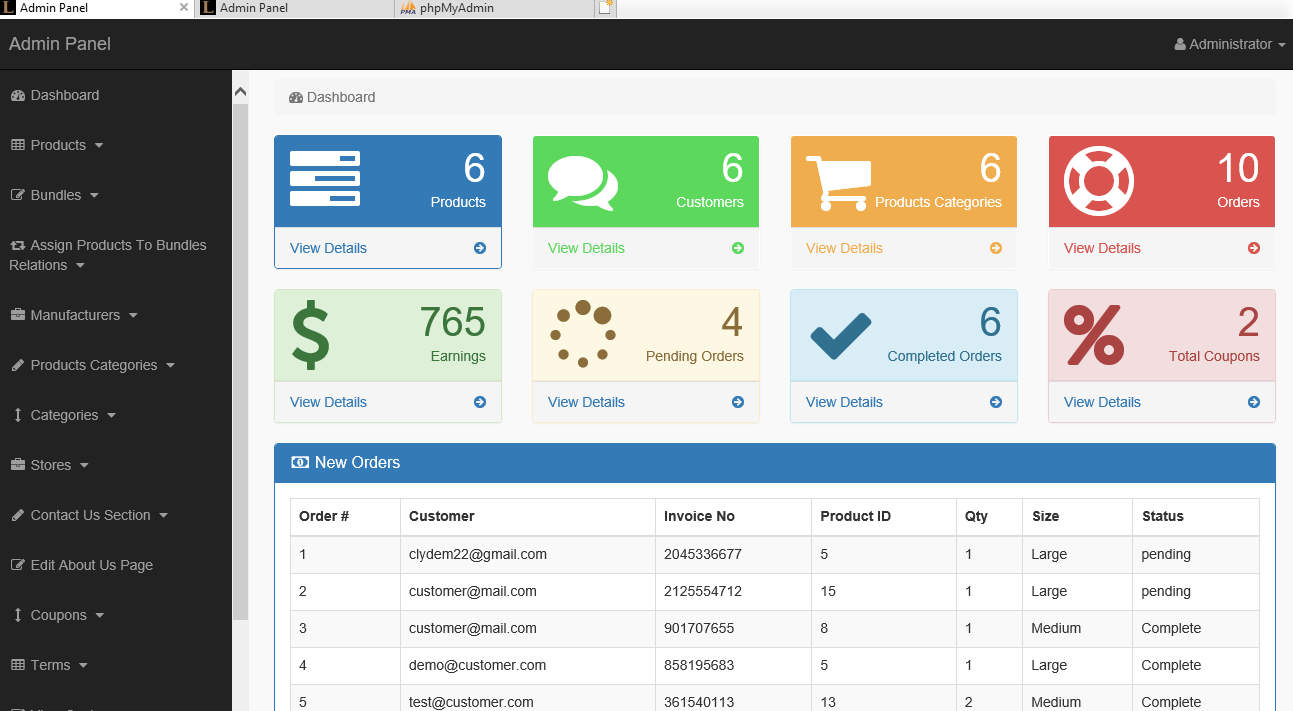 Admin Panel
Admin Panel
phpMyAdmin
Admin Panel
Administrator
Dashboard
Products
Bundles
Assign Products To Bundles
Relations
Manufacturers
Products Categories
Categories
Stores
Contact Us Section
Edit About Us Page
Coupons
Terms
Dashboard
6
Products
View Details
6
Customers
View Details
6
Products Categories
View Details
10
Orders
View Details
765
Earnings
View Details
4
Pending Orders
View Details
6
Completed Orders
View Details
2
Total Coupons
View Details
New Orders
Order # Customer Invoice No Product ID Qty Size Status
1 clydem22@gmail.com 2045336677 5 1 Large pending
2 customer@mail.com 2125554712 15 1 Large pending
3 customer@mail.com 901707655 8 1 Medium Complete
4 demo@customer.com 858195683 5 1 Large Complete
5 test@customer.com 361540113 13 2 Medium Complete